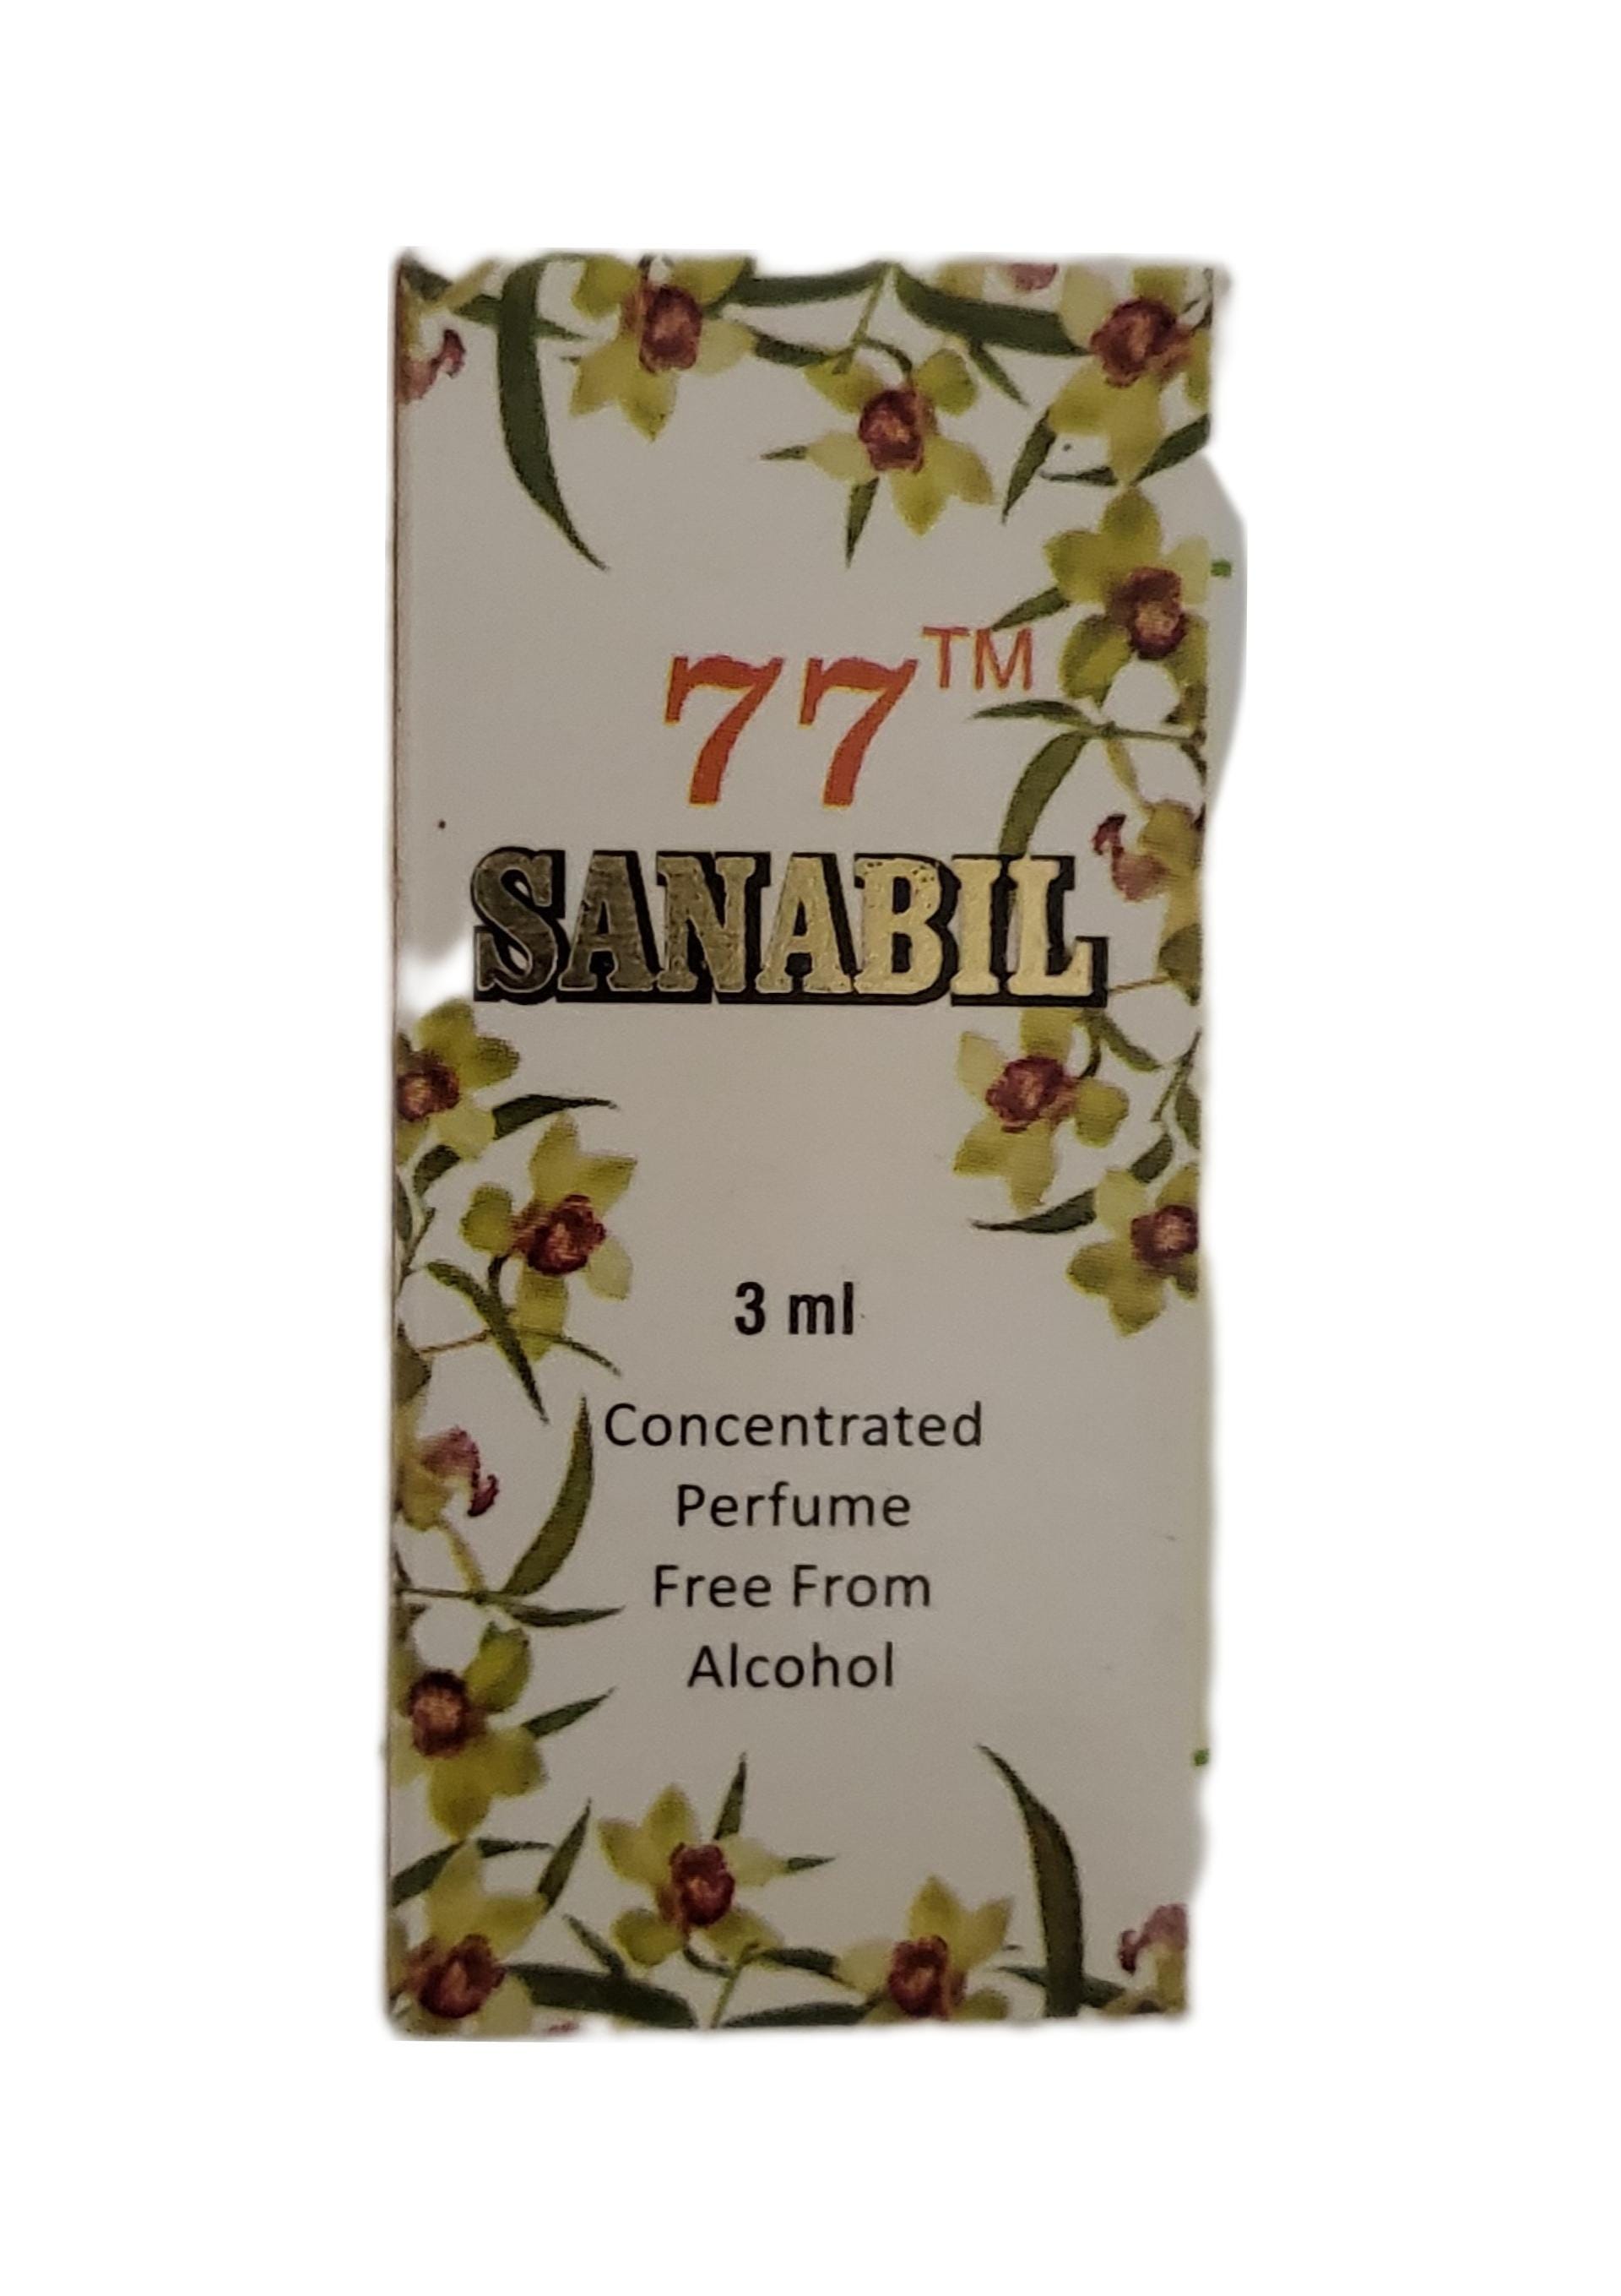 77™
SANABIL
3 ml
Concentrated
Perfume
Free From
Alcohol